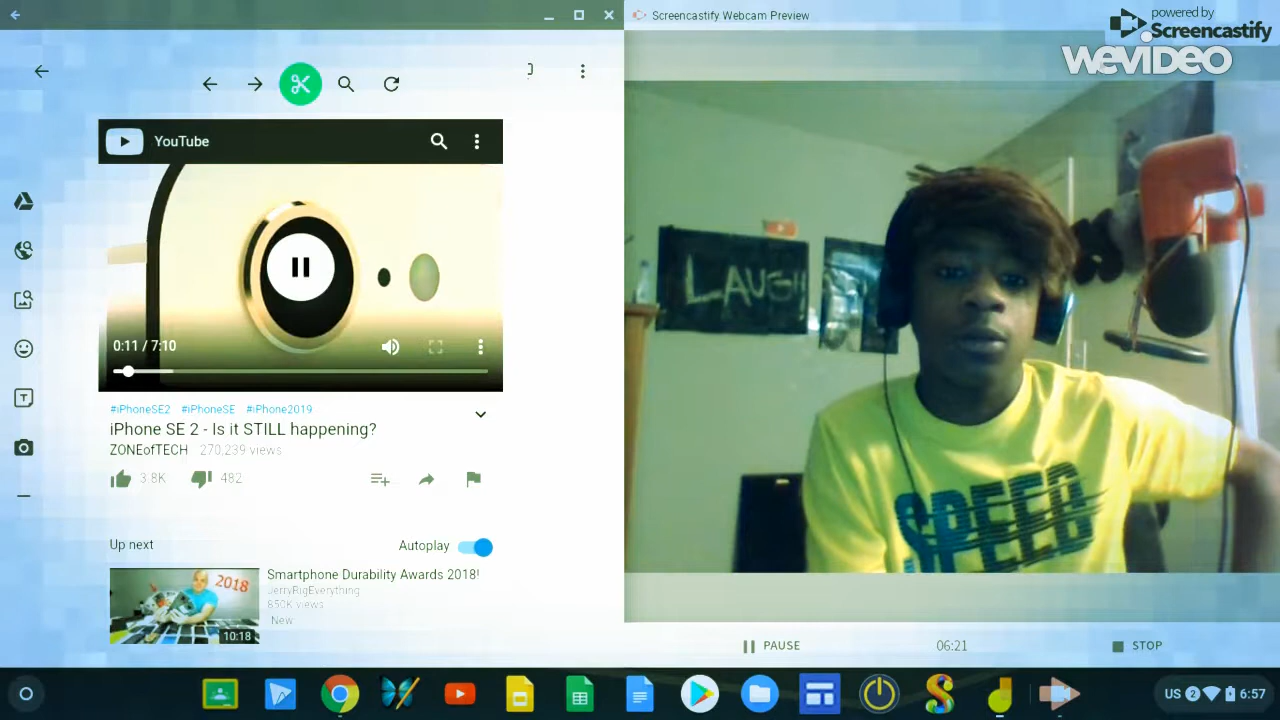 Screencastify Webcam Preview
powered by
Screencastify
WeVideo
YouTube
0:11 / 7:10
#iPhoneSE2 #iPhoneSE #iPhone2019
iPhone SE 2 - Is it STILL happening?
ZONEofTECH 270,239 views
3.8K 482
Up next
Autoplay
Smartphone Durability Awards 2018!
JerryRigEverything
850K views
New
2018
10:18
LAUGH
SPEED
PAUSE
06:21
STOP
US 2 6:57